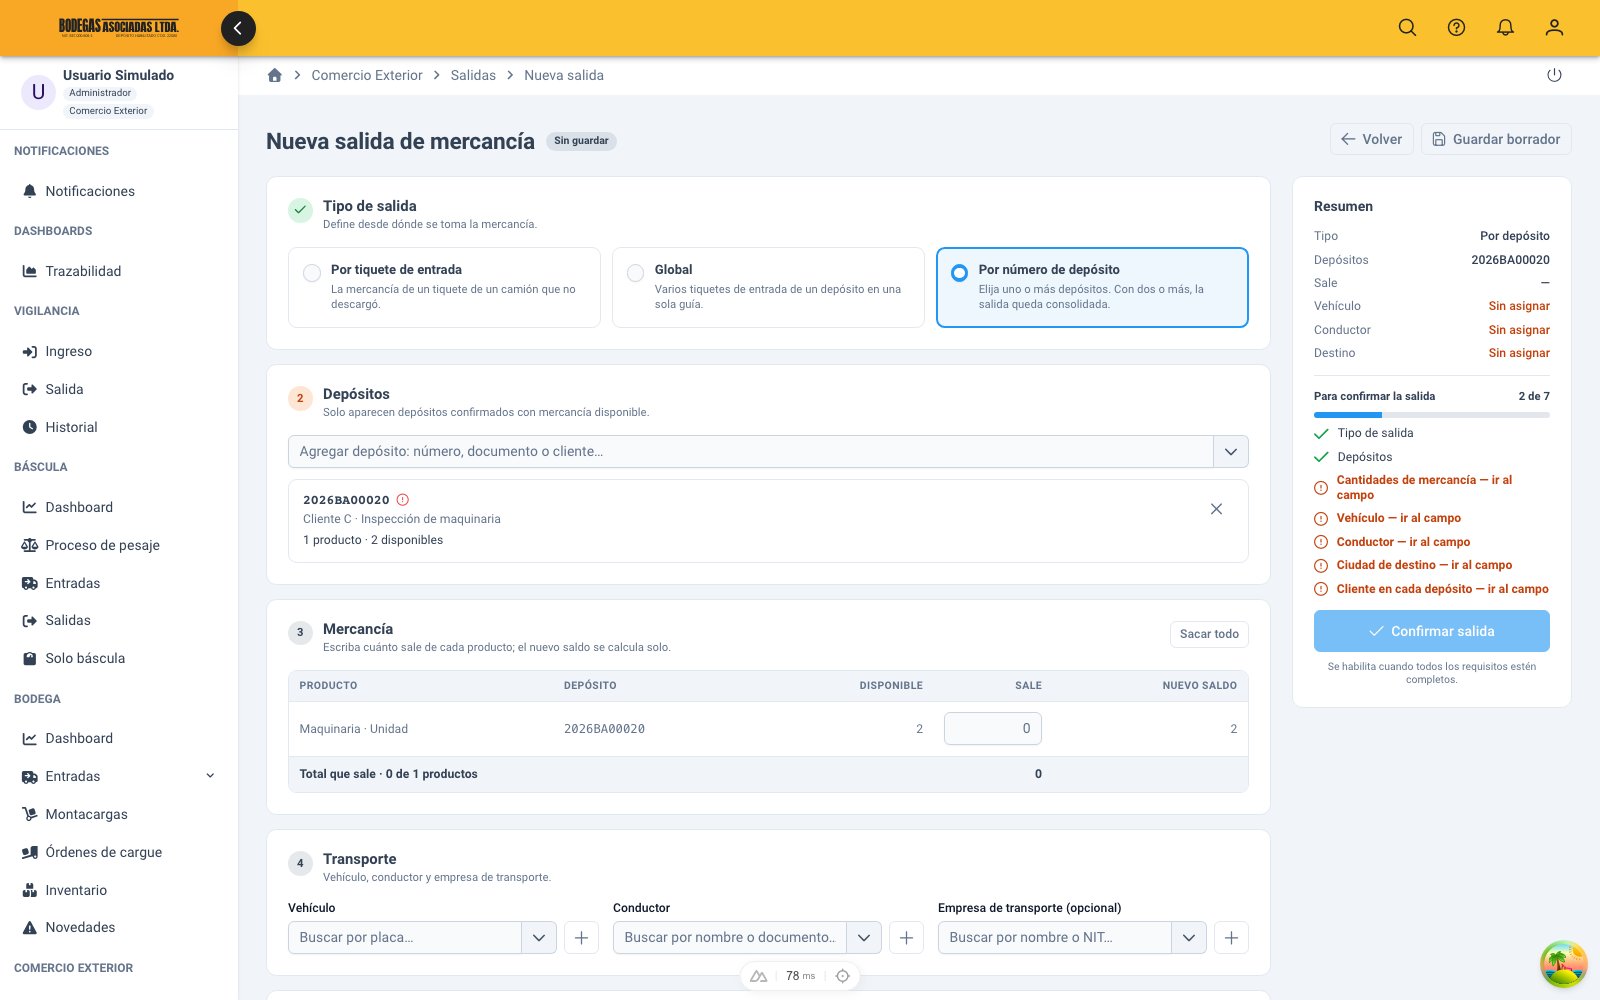 BODEGAS ASOCIADAS LTDA.
Usuario Simulado
U
Administrador
Comercio Exterior
NOTIFICACIONES
Notificaciones
DASHBOARDS
Trazabilidad
VIGILANCIA
Ingreso
Salida
Historial
BÁSCULA
Dashboard
Proceso de pesaje
Entradas
Salidas
Solo báscula
BODEGA
Dashboard
Entradas
Montacargas
Órdenes de cargue
Inventario
Novedades
COMERCIO EXTERIOR
Comercio Exterior > Salidas > Nueva salida
Nueva salida de mercancía
Sin guardar
Volver
Guardar borrador
Tipo de salida
Define desde dónde se toma la mercancía.
Por tiquete de entrada
La mercancía de un tiquete de un camión que no
descargó.
Global
Varios tiquetes de entrada de un depósito en una
sola guía.
Por número de depósito
Elija uno o más depósitos. Con dos o más, la
salida queda consolidada.
2
Depósitos
Solo aparecen depósitos confirmados con mercancía disponible.
Agregar depósito: número, documento o cliente...
2026BA00020
Cliente C · Inspección de maquinaria
1 producto · 2 disponibles
3
Mercancía
Escriba cuánto sale de cada producto; el nuevo saldo se calcula solo.
Sacar todo
PRODUCTO DEPÓSITO DISPONIBLE SALE NUEVO SALDO
Maquinaria · Unidad 2026BA00020 2 0 2
Total que sale · 0 de 1 productos 0
4
Transporte
Vehículo, conductor y empresa de transporte.
Vehículo
Buscar por placa...
Conductor
Buscar por nombre o documento...
Empresa de transporte (opcional)
Buscar por nombre o NIT...
78 ms
Resumen
Tipo Por depósito
Depósitos 2026BA00020
Sale —
Vehículo Sin asignar
Conductor Sin asignar
Destino Sin asignar
Para confirmar la salida 2 de 7
Tipo de salida
Depósitos
Cantidades de mercancía — ir al
campo
Vehículo — ir al campo
Conductor — ir al campo
Ciudad de destino — ir al campo
Cliente en cada depósito — ir al campo
Confirmar salida
Se habilita cuando todos los requisitos estén
completos.